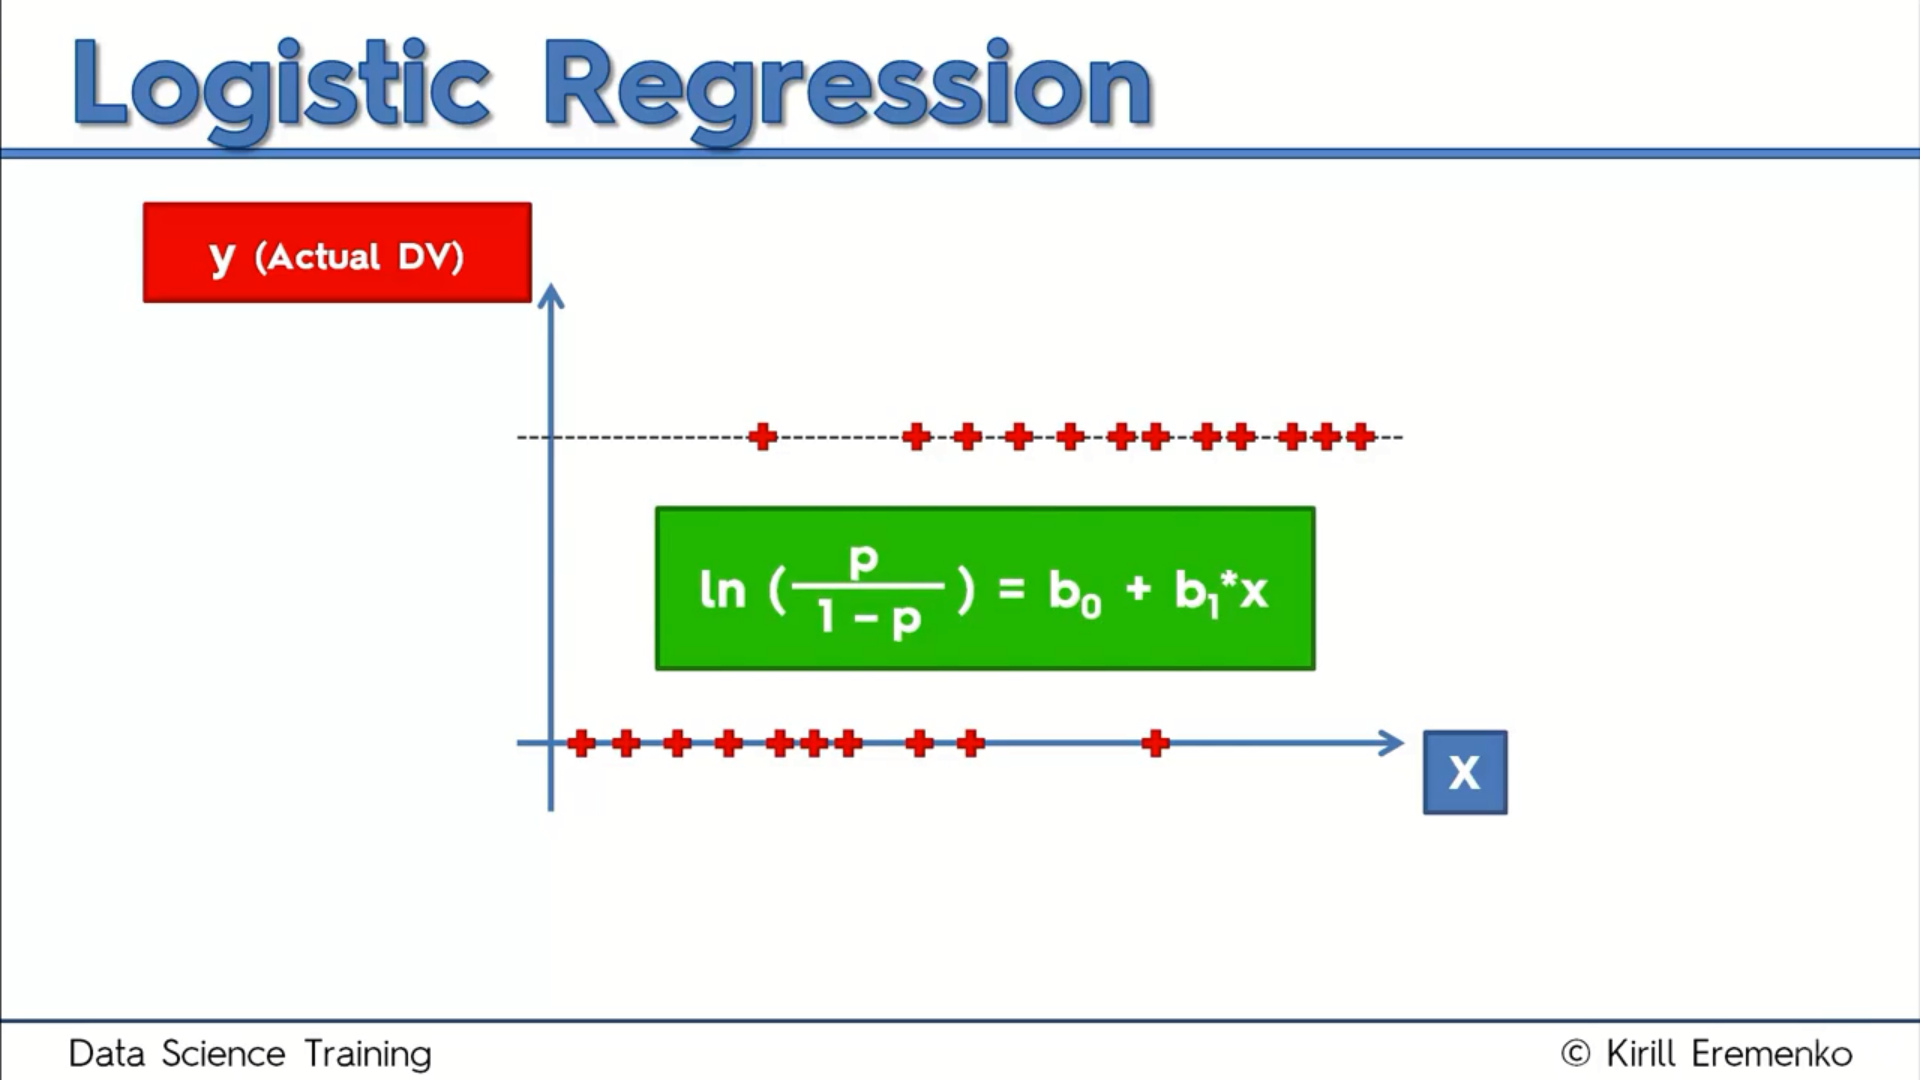 Logistic Regression
y (Actual DV)
ln ( p / 1 – p ) = b₀ + b₁*x
X
Data Science Training
© Kirill Eremenko